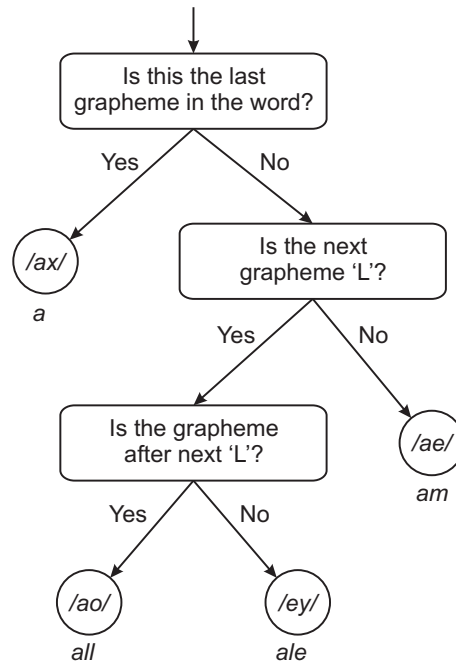 Is this the last
grapheme in the word?
Yes
No
/ax/
a
Is the next
grapheme ‘L’?
Yes
No
Is the grapheme
after next ‘L’?
/ae/
am
Yes
No
/ao/
all
/ey/
ale